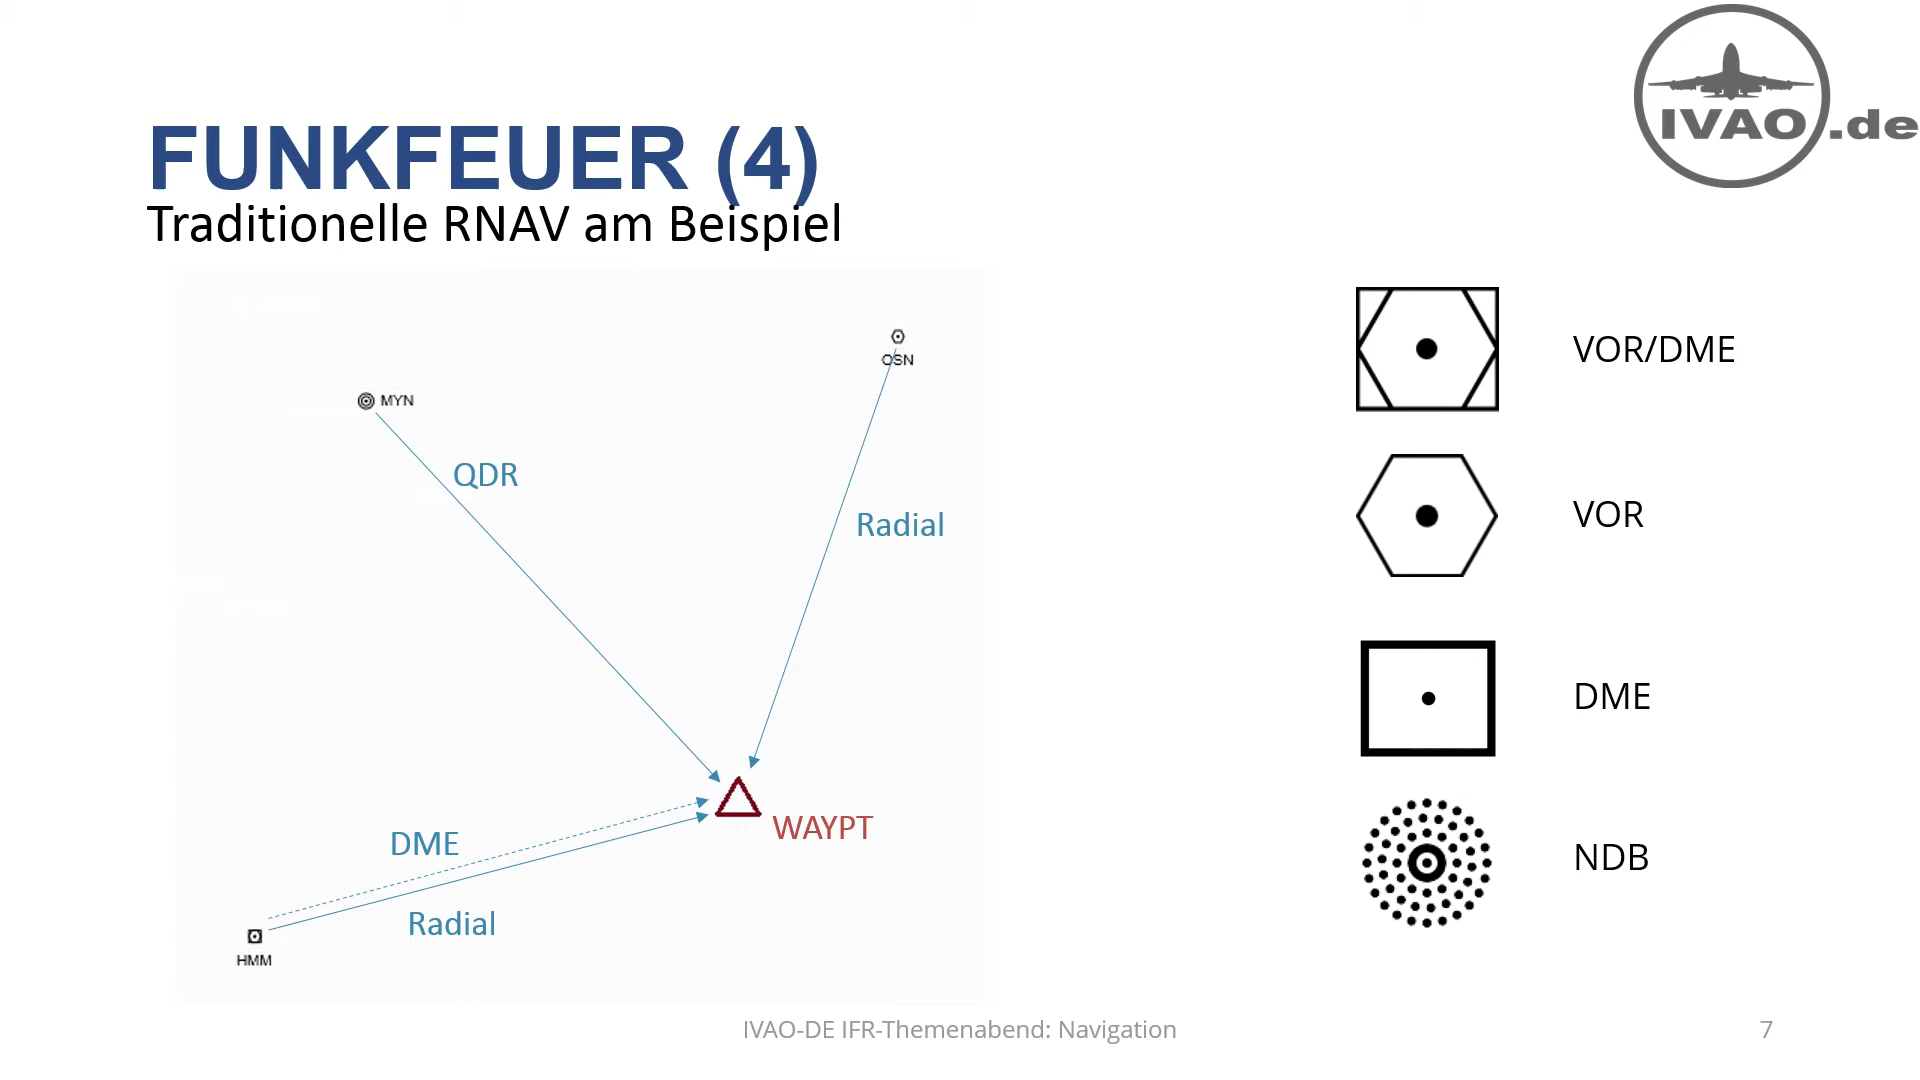 IVAO.de
FUNKFEUER (4)
Traditionelle RNAV am Beispiel
OSN
MYN
QDR
Radial
WAYPT
DME
Radial
HMM
VOR/DME
VOR
DME
NDB
IVAO-DE IFR-Themenabend: Navigation
7